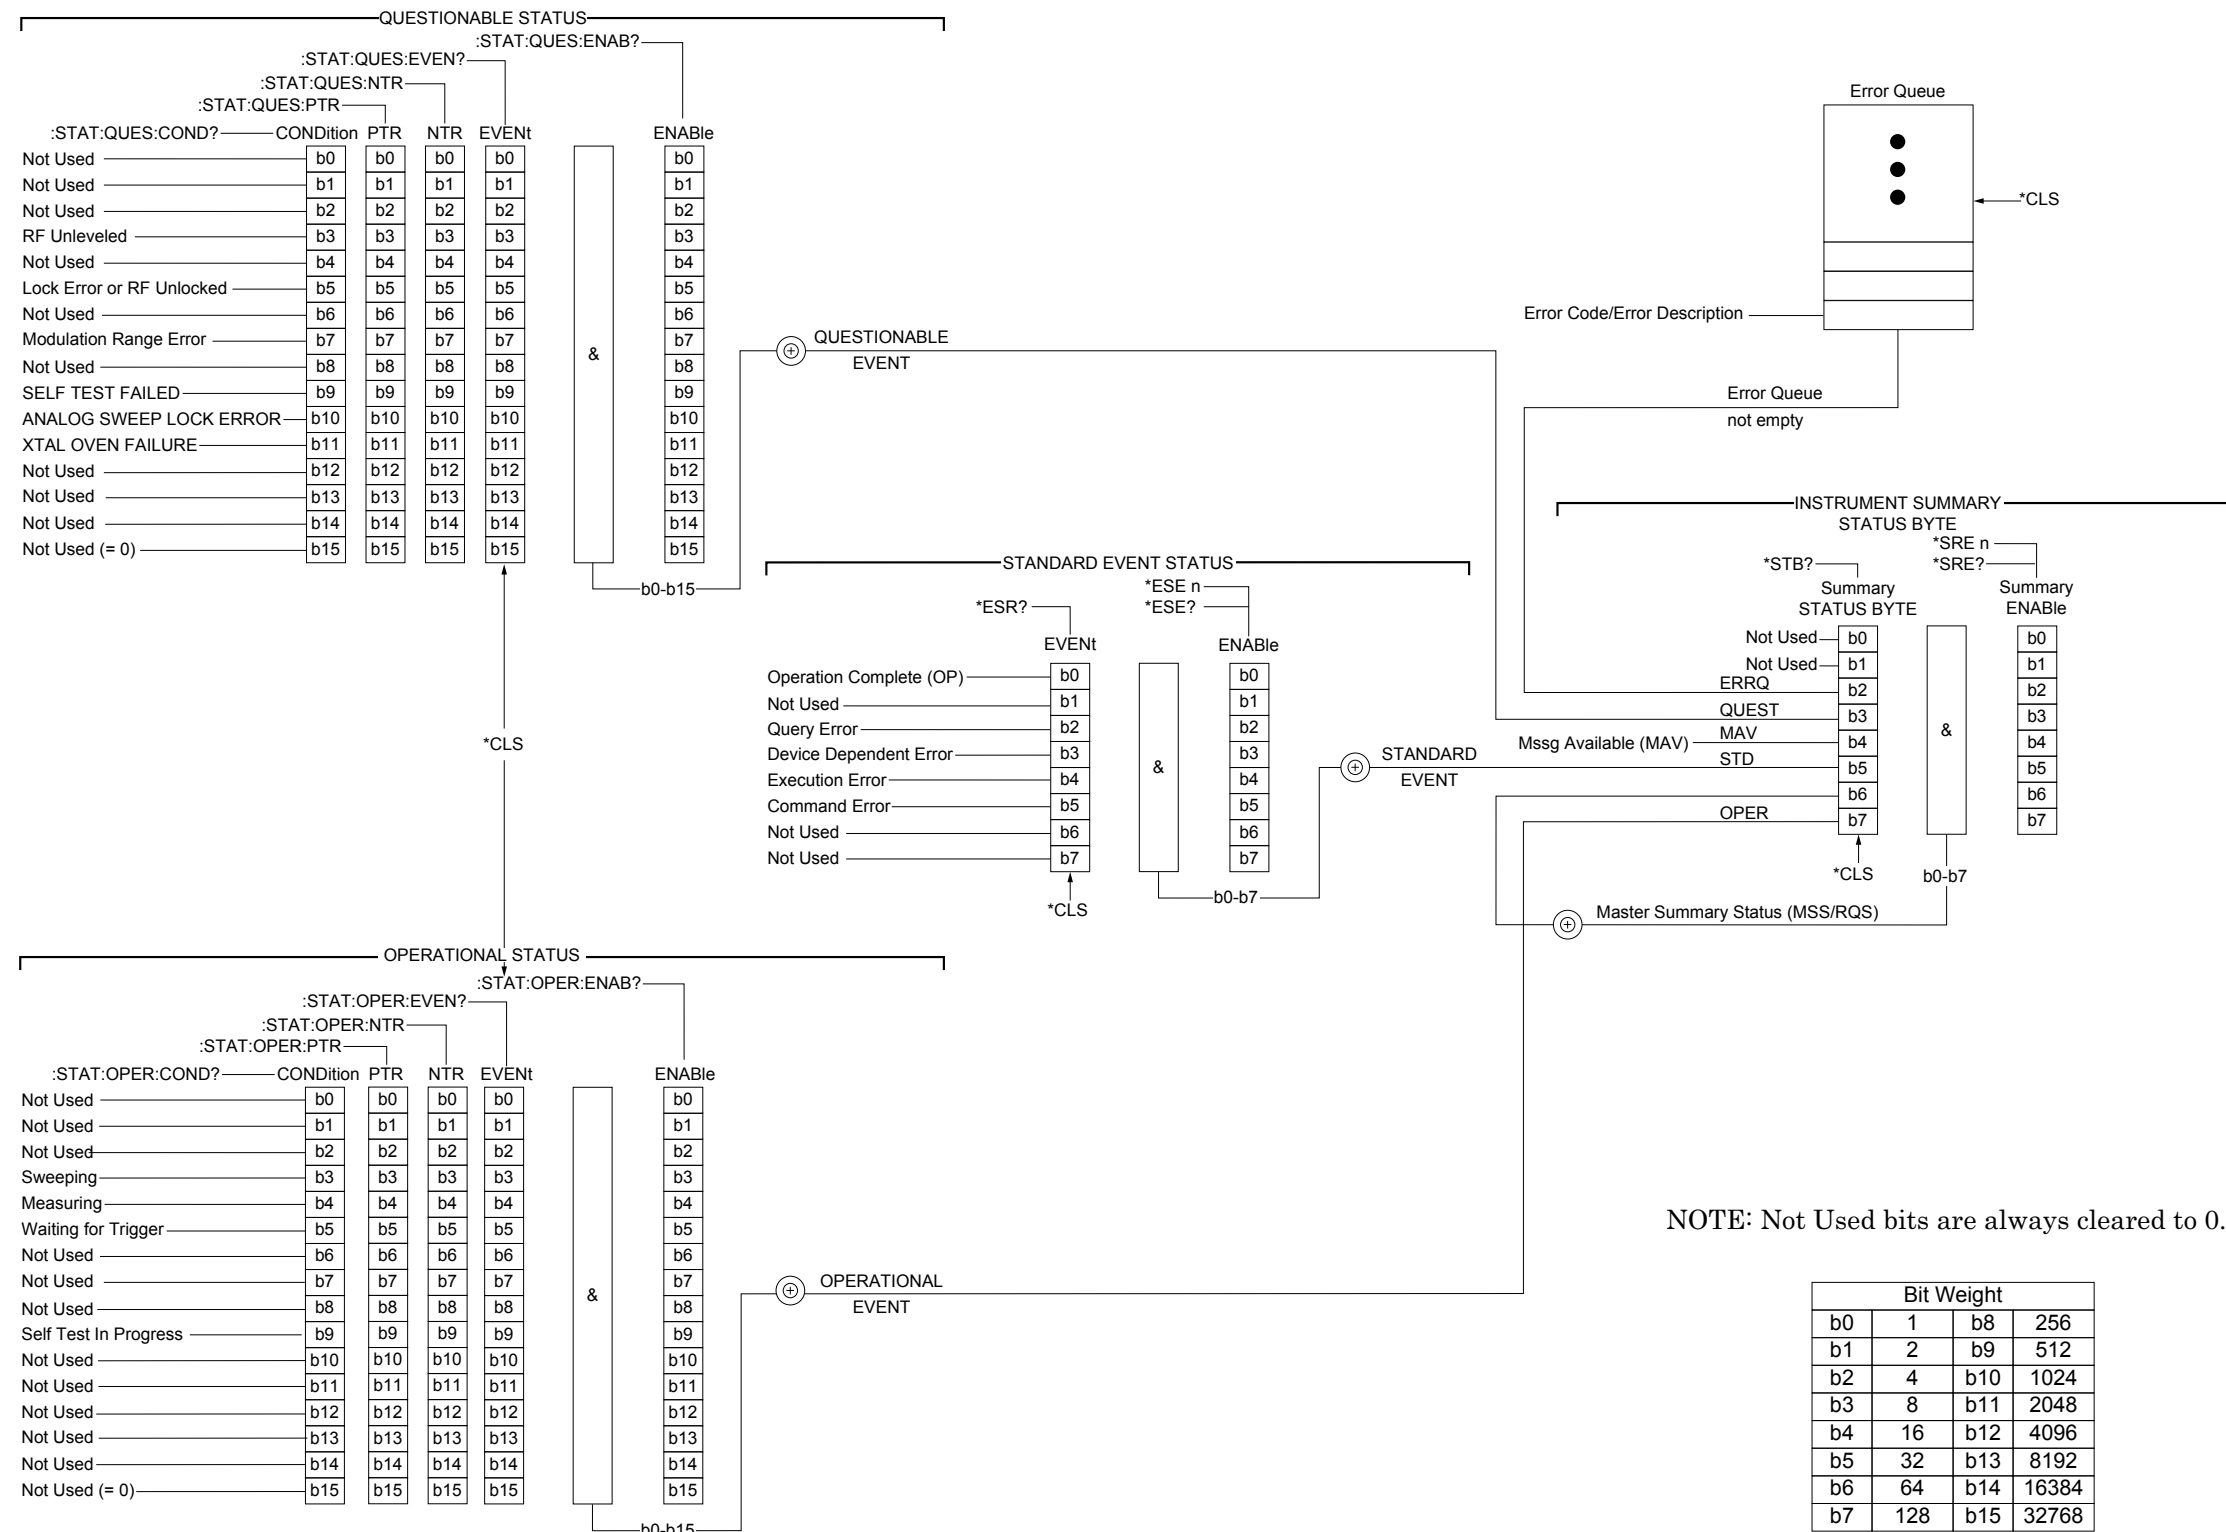 QUESTIONABLE STATUS
:STAT:QUES:ENAB?
:STAT:QUES:EVEN?
:STAT:QUES:NTR
:STAT:QUES:PTR
:STAT:QUES:COND? CONDition PTR NTR EVENt ENABle
Not Used b0 b0 b0 b0 b0
Not Used b1 b1 b1 b1 b1
Not Used b2 b2 b2 b2 b2
RF Unleveled b3 b3 b3 b3 b3
Not Used b4 b4 b4 b4 b4
Lock Error or RF Unlocked b5 b5 b5 b5 b5
Not Used b6 b6 b6 b6 b6
Modulation Range Error b7 b7 b7 b7 b7
&
Not Used b8 b8 b8 b8 b8
SELF TEST FAILED b9 b9 b9 b9 b9
ANALOG SWEEP LOCK ERROR b10 b10 b10 b10 b10
XTAL OVEN FAILURE b11 b11 b11 b11 b11
Not Used b12 b12 b12 b12 b12
Not Used b13 b13 b13 b13 b13
Not Used b14 b14 b14 b14 b14
Not Used (= 0) b15 b15 b15 b15 b15
b0-b15
QUESTIONABLE
EVENT
*CLS
Error Queue
*CLS
Error Code/Error Description
Error Queue
not empty
STANDARD EVENT STATUS
*ESE n
*ESR? *ESE?
EVENt ENABle
Operation Complete (OP) b0 b0
Not Used b1 b1
Query Error b2 b2
Device Dependent Error b3 b3
&
Execution Error b4 b4
Command Error b5 b5
Not Used b6 b6
Not Used b7 b7
b0-b7
*CLS
STANDARD
EVENT
INSTRUMENT SUMMARY
STATUS BYTE
*SRE n
*STB? *SRE?
Summary Summary
STATUS BYTE ENABle
Not Used b0 b0
Not Used b1 b1
ERRQ b2 b2
QUEST b3 b3
&
Mssg Available (MAV) MAV b4 b4
STD b5 b5
b6 b6
OPER b7 b7
*CLS b0-b7
Master Summary Status (MSS/RQS)
OPERATIONAL STATUS
:STAT:OPER:ENAB?
:STAT:OPER:EVEN?
:STAT:OPER:NTR
:STAT:OPER:PTR
:STAT:OPER:COND? CONDition PTR NTR EVENt ENABle
Not Used b0 b0 b0 b0 b0
Not Used b1 b1 b1 b1 b1
Not Used b2 b2 b2 b2 b2
Sweeping b3 b3 b3 b3 b3
Measuring b4 b4 b4 b4 b4
Waiting for Trigger b5 b5 b5 b5 b5
Not Used b6 b6 b6 b6 b6
Not Used b7 b7 b7 b7 b7
&
Not Used b8 b8 b8 b8 b8
Self Test In Progress b9 b9 b9 b9 b9
Not Used b10 b10 b10 b10 b10
Not Used b11 b11 b11 b11 b11
Not Used b12 b12 b12 b12 b12
Not Used b13 b13 b13 b13 b13
Not Used b14 b14 b14 b14 b14
Not Used (= 0) b15 b15 b15 b15 b15
b0-b15
OPERATIONAL
EVENT
NOTE: Not Used bits are always cleared to 0.
Bit Weight
b0 1 b8 256
b1 2 b9 512
b2 4 b10 1024
b3 8 b11 2048
b4 16 b12 4096
b5 32 b13 8192
b6 64 b14 16384
b7 128 b15 32768